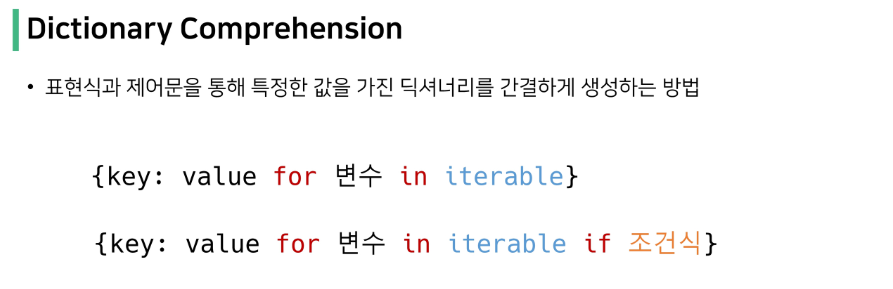 Dictionary Comprehension
• 표현식과 제어문을 통해 특정한 값을 가진 딕셔너리를 간결하게 생성하는 방법
{key: value for 변수 in iterable}
{key: value for 변수 in iterable if 조건식}